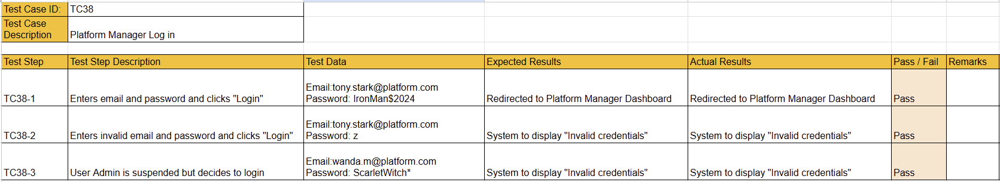 Test Case ID: TC38
Test Case
Description Platform Manager Log in
Test Step Test Step Description Test Data Expected Results Actual Results Pass / Fail Remarks
Email:tony.stark@platform.com
TC38-1 Enters email and password and clicks "Login" Password: IronMan$2024 Redirected to Platform Manager Dashboard Redirected to Platform Manager Dashboard Pass
Email:tony.stark@platform.com
TC38-2 Enters invalid email and password and clicks "Login" Password: z System to display "Invalid credentials" System to display "Invalid credentials" Pass
Email:wanda.m@platform.com
TC38-3 User Admin is suspended but decides to login Password: ScarletWitch* System to display "Invalid credentials" System to display "Invalid credentials" Pass